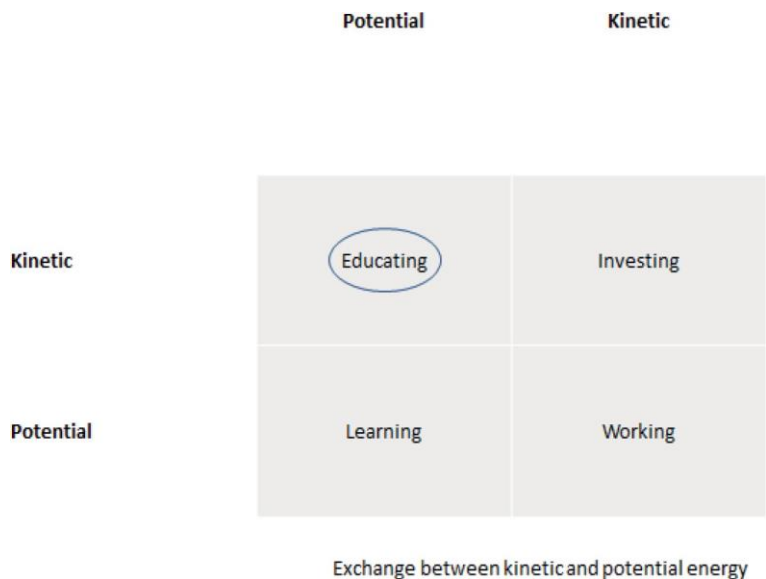 Potential Kinetic
Kinetic Educating Investing
Potential Learning Working
Exchange between kinetic and potential energy